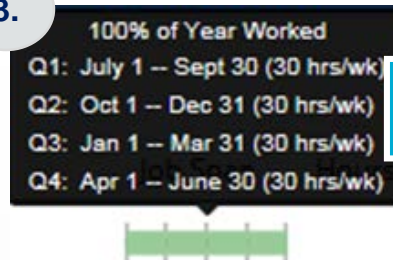 3.
100% of Year Worked
Q1: July 1 -- Sept 30 (30 hrs/wk)
Q2: Oct 1 -- Dec 31 (30 hrs/wk)
Q3: Jan 1 -- Mar 31 (30 hrs/wk)
Q4: Apr 1 -- June 30 (30 hrs/wk)